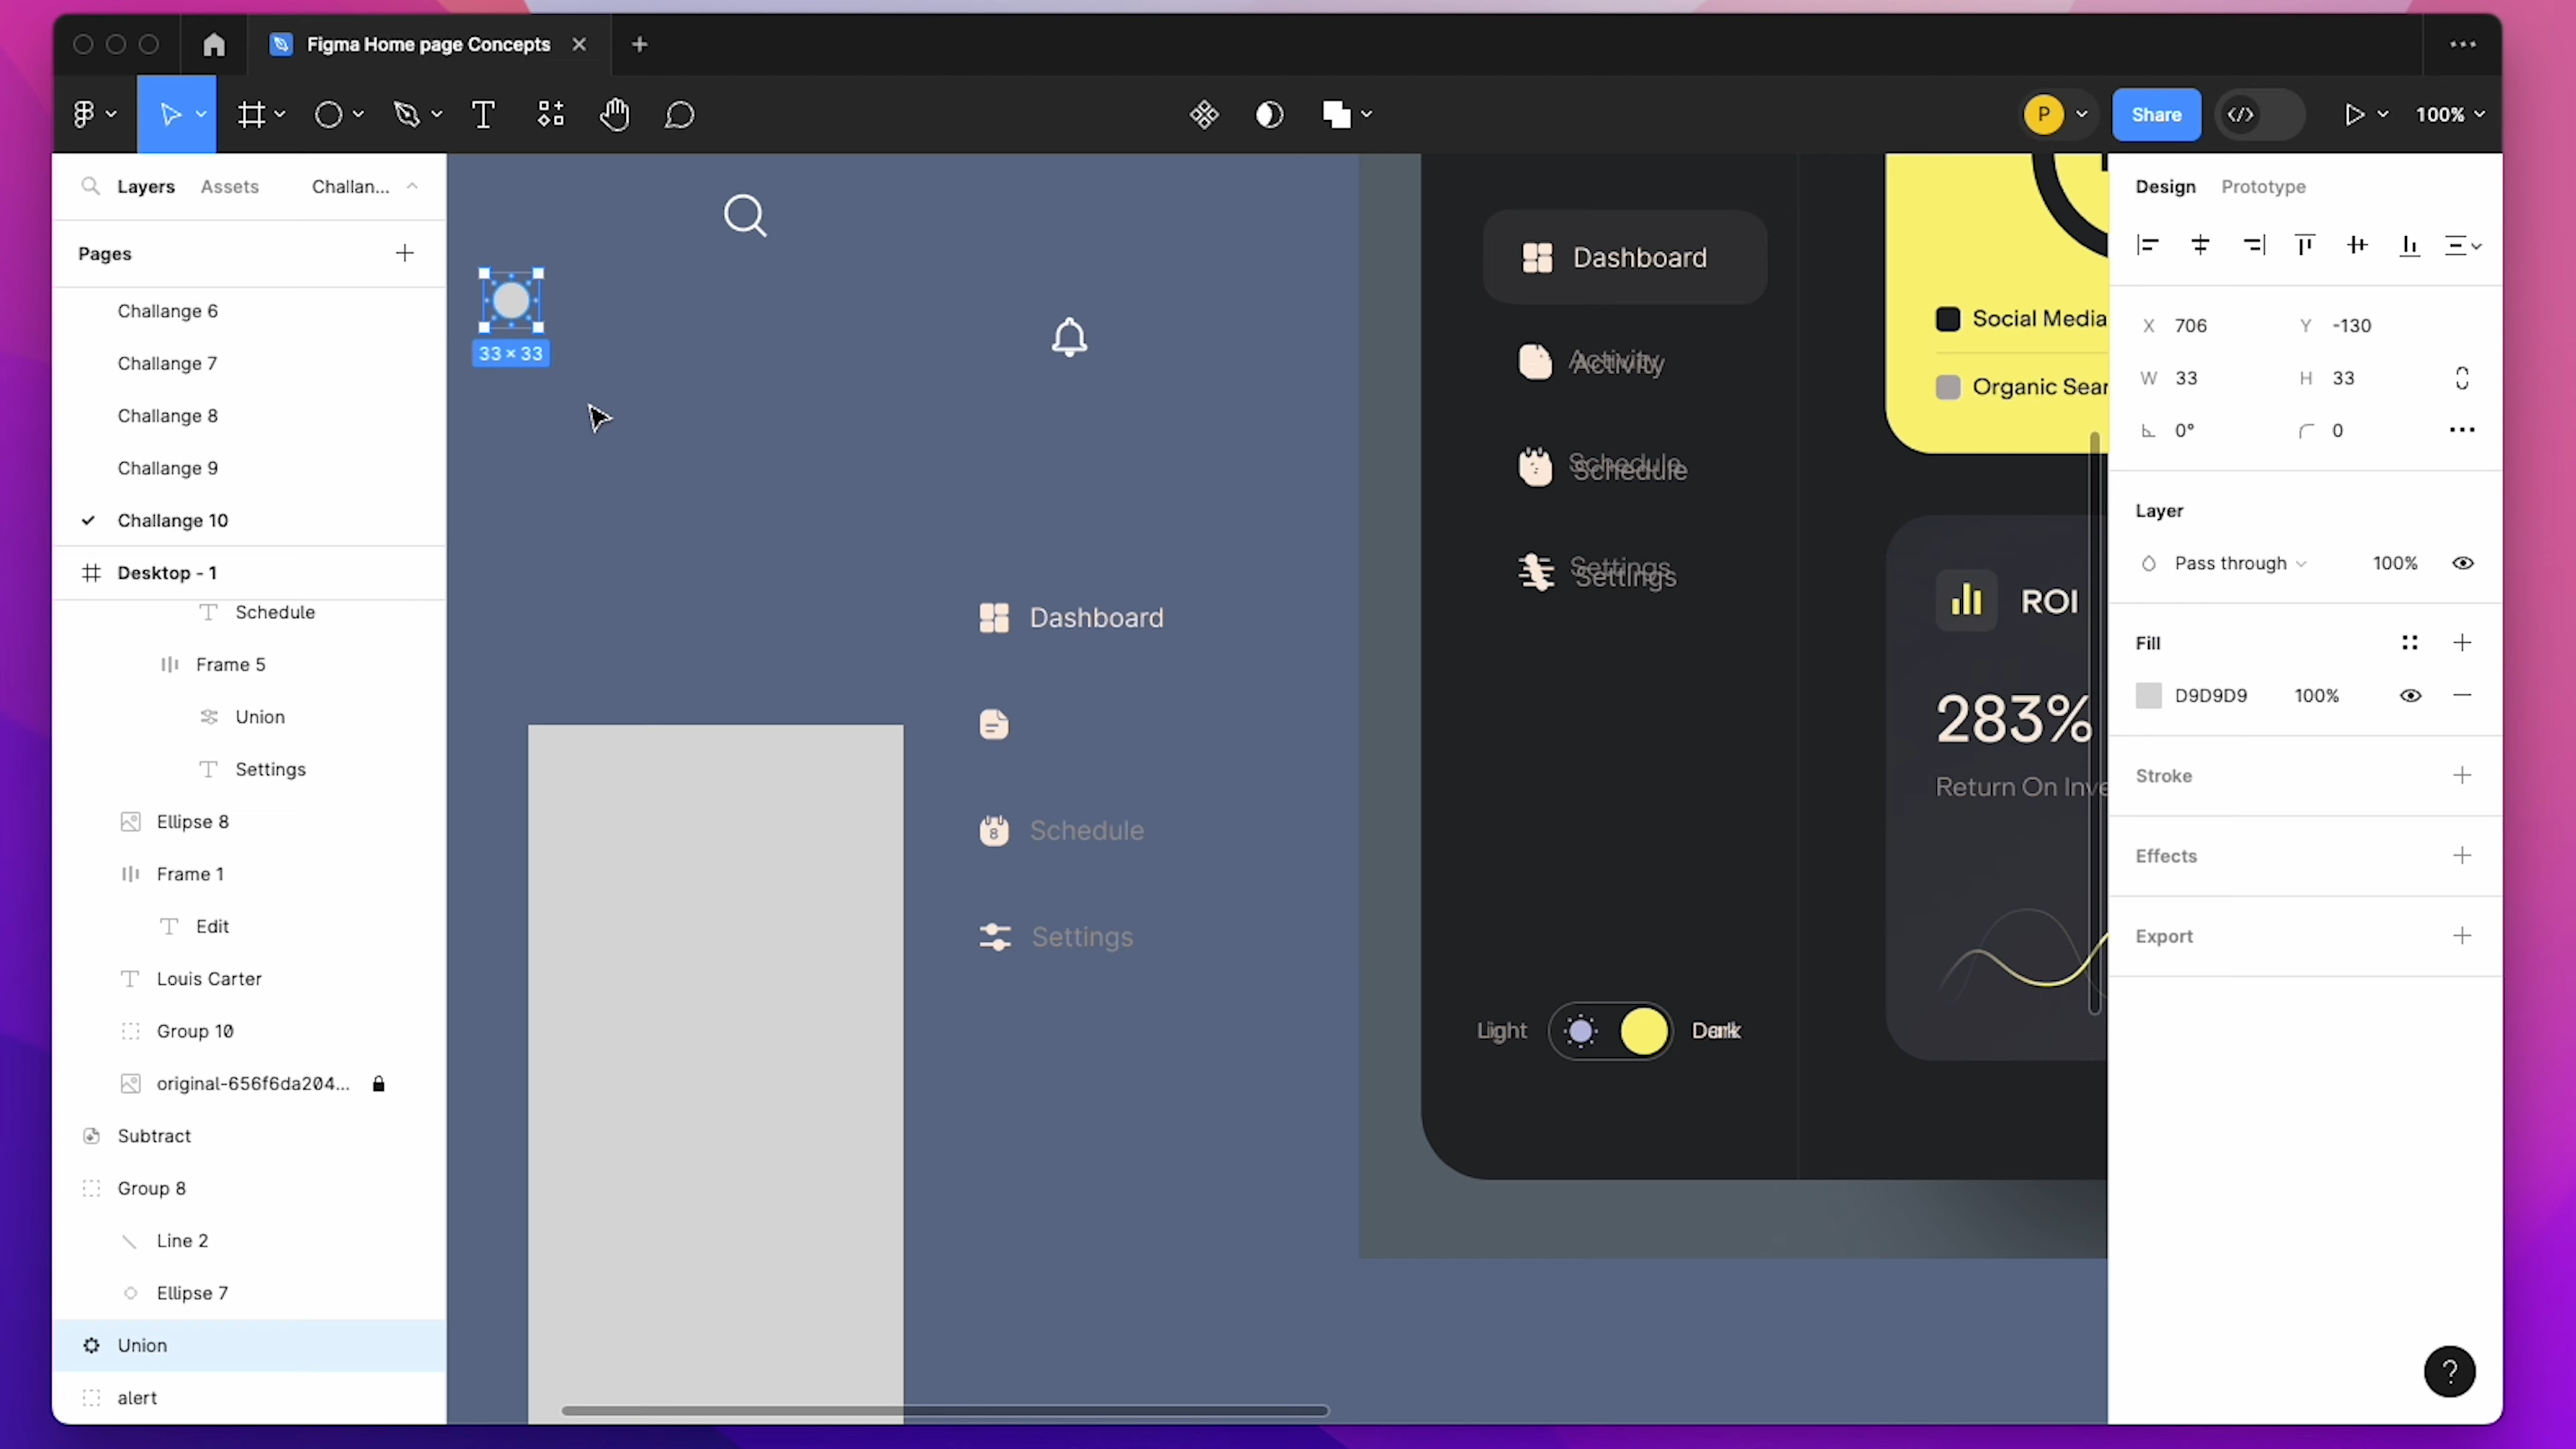 Figma Home page Concepts
P
Share
100%
Layers
Assets
Challan...
Pages
Challange 6
Challange 7
Challange 8
Challange 9
Challange 10
Desktop - 1
Schedule
Frame 5
Union
Settings
Ellipse 8
Frame 1
Edit
Louis Carter
Group 10
original-656f6da204...
Subtract
Group 8
Line 2
Ellipse 7
Union
alert
33 × 33
Dashboard
8
Schedule
Settings
Dashboard
Activity
Activity
Schedule
Schedule
Settings
Settings
Light
Dark
Social Media
Organic Sear
ROI
283%
Return On Inve
Design
Prototype
X 706
Y -130
W 33
H 33
0°
0
Layer
Pass through
100%
Fill
D9D9D9
100%
Stroke
Effects
Export
?